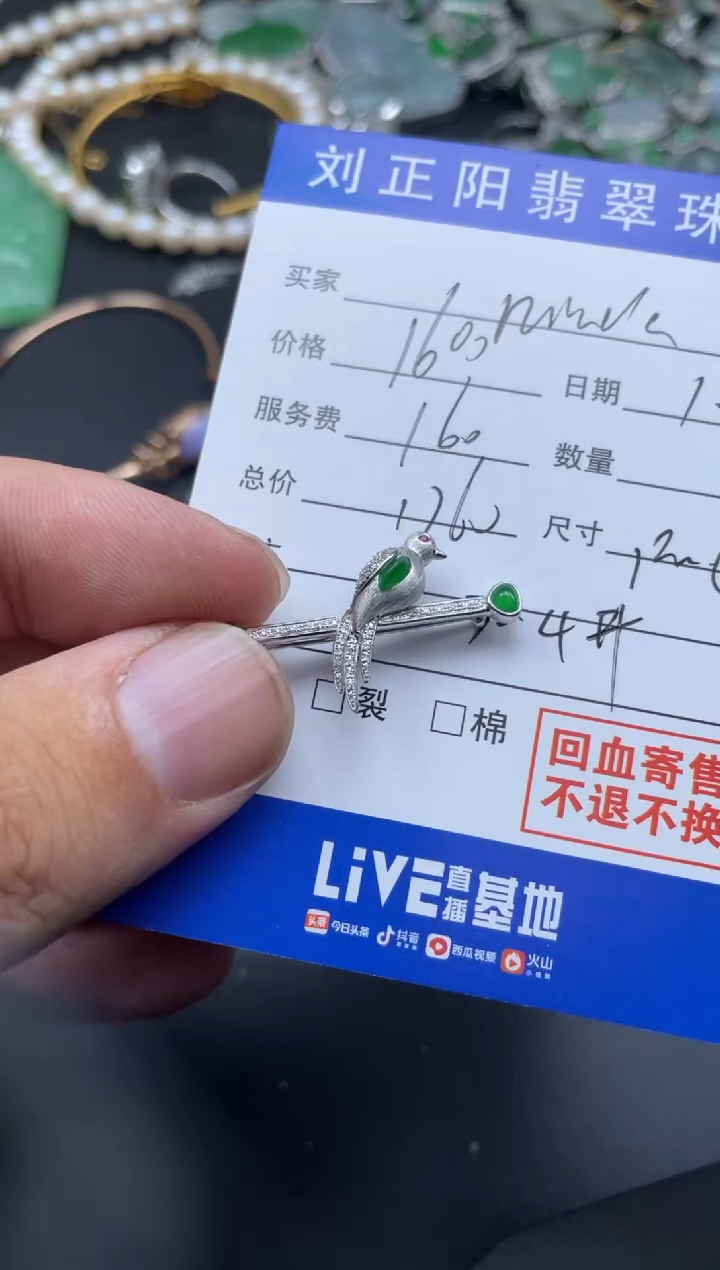 刘正阳翡翠珠
买家
价格 1600 日期
服务费 160 数量
总价 1760 尺寸
裂 棉
回血寄售
不退不换
LiVE直播基地
头条 今日头条 抖音 西瓜视频 火山